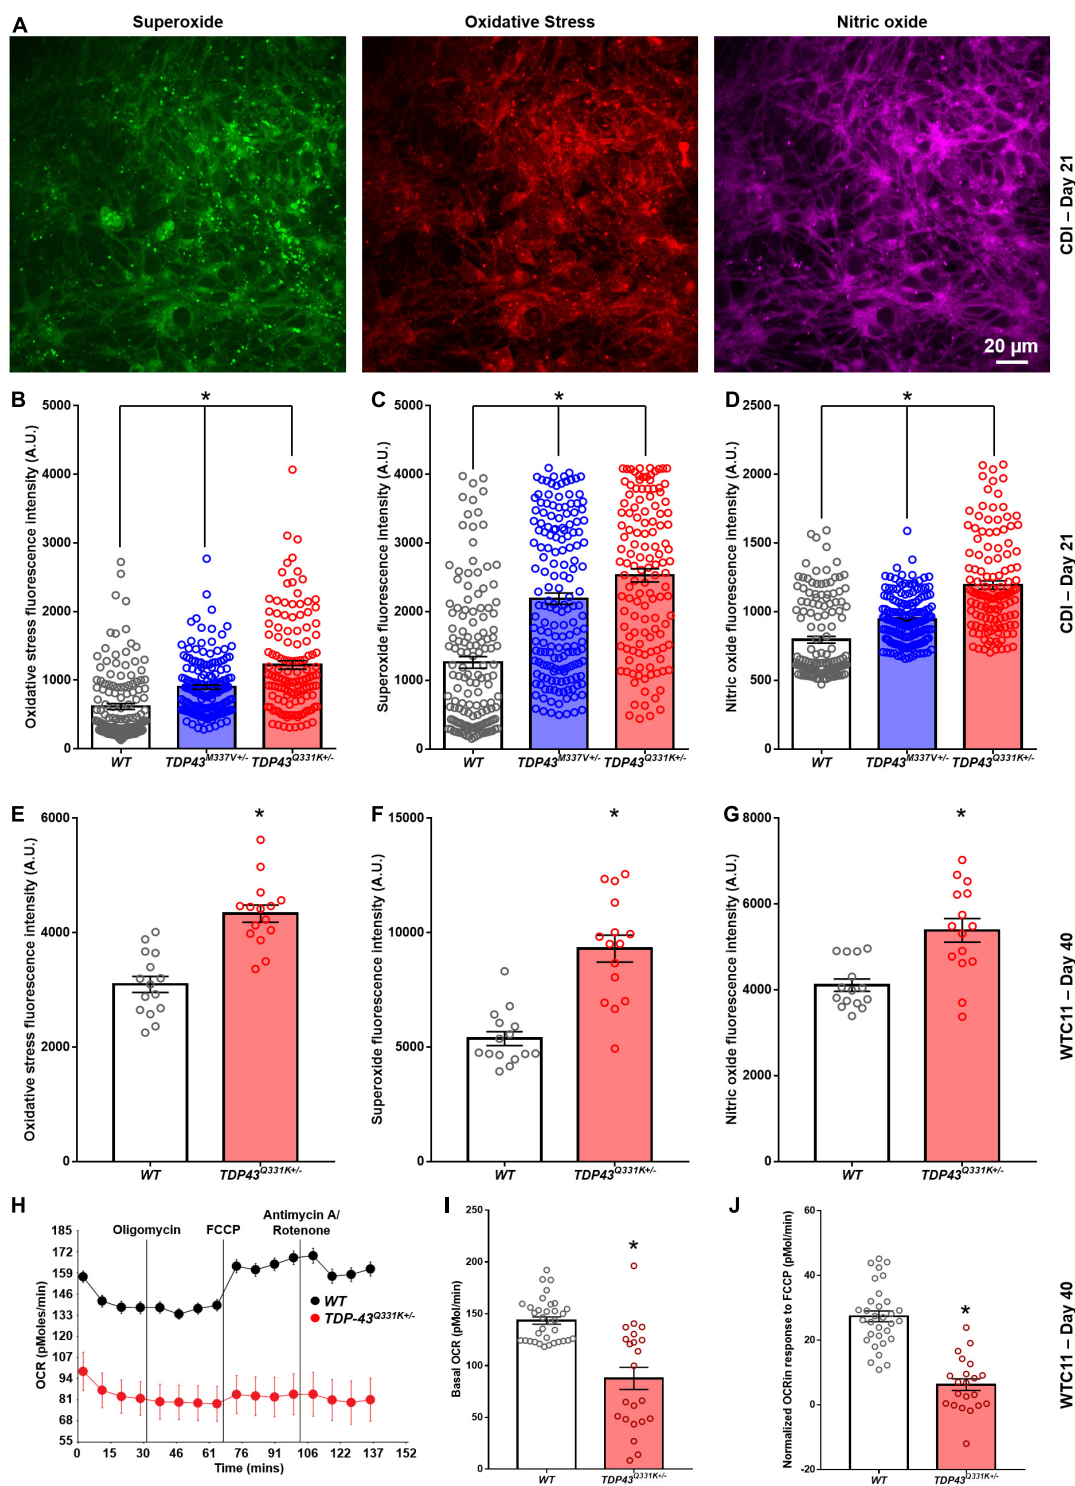 A
Superoxide
Oxidative Stress
Nitric oxide
20 µm
CDI – Day 21
B
Oxidative stress fluorescence intensity (A.U.)
5000
4000
3000
2000
1000
0
*
WT
TDP43M337V+/-
TDP43Q331K+/-
C
Superoxide fluorescence intensity (A.U.)
5000
4000
3000
2000
1000
0
*
WT
TDP43M337V+/-
TDP43Q331K+/-
D
Nitric oxide fluorescence intensity (A.U.)
2500
2000
1500
1000
500
0
*
WT
TDP43M337V+/-
TDP43Q331K+/-
CDI – Day 21
E
Oxidative stress fluorescence intensity (A.U.)
6000
4000
2000
0
*
WT
TDP43Q331K+/-
F
Superoxide fluorescence intensity (A.U.)
15000
10000
5000
0
*
WT
TDP43Q331K+/-
G
Nitric oxide fluorescence intensity (A.U.)
8000
6000
4000
2000
0
*
WT
TDP43Q331K+/-
WTC11 – Day 40
H
OCR (pMoles/min)
185
172
159
146
133
120
107
94
81
68
55
Oligomycin
FCCP
Antimycin A/
Rotenone
WT
TDP-43Q331K+/-
0 15 30 46 61 76 91 106 122 137 152
Time (mins)
I
Basal OCR (pMol/min)
250
200
150
100
50
0
*
WT
TDP43Q331K+/-
J
Normalized OCRin response to FCCP (pMol/min)
60
40
20
0
-20
*
WT
TDP43Q331K+/-
WTC11 – Day 40